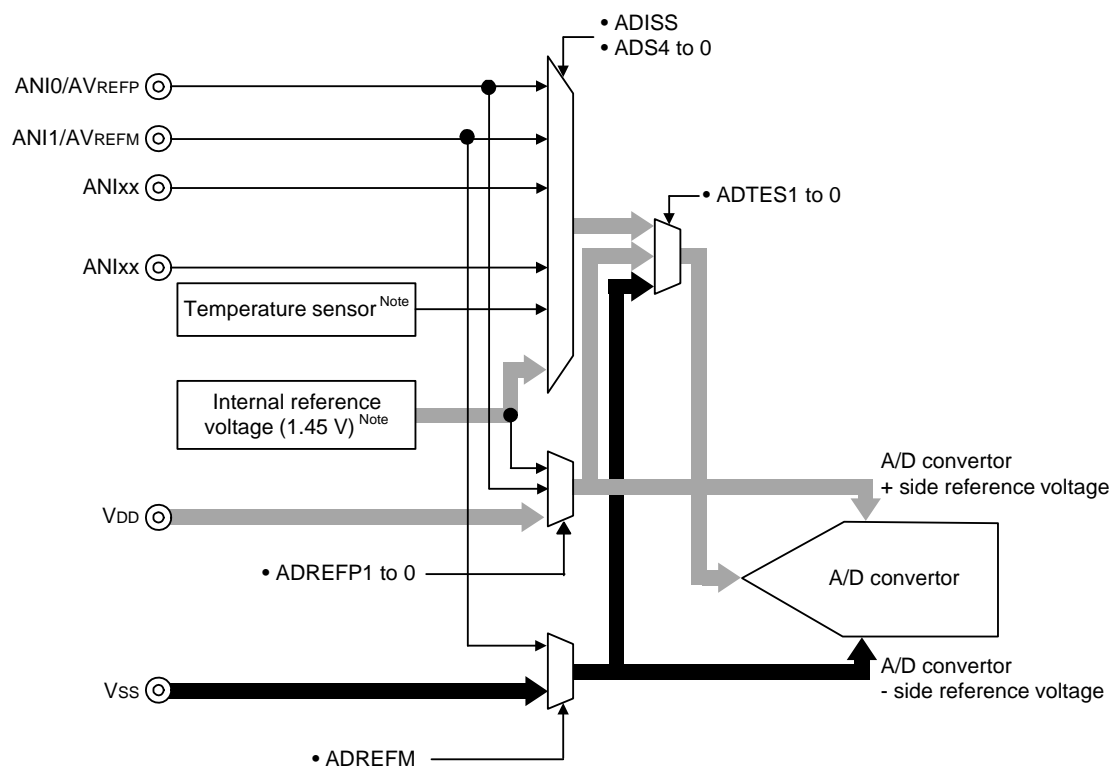 • ADISS
• ADS4 to 0
ANI0/AVREFP
ANI1/AVREFM
ANIxx
• ADTES1 to 0
ANIxx
Temperature sensor Note
Internal reference
voltage (1.45 V) Note
A/D convertor
+ side reference voltage
VDD
• ADREFP1 to 0
A/D convertor
A/D convertor
- side reference voltage
VSS
• ADREFM